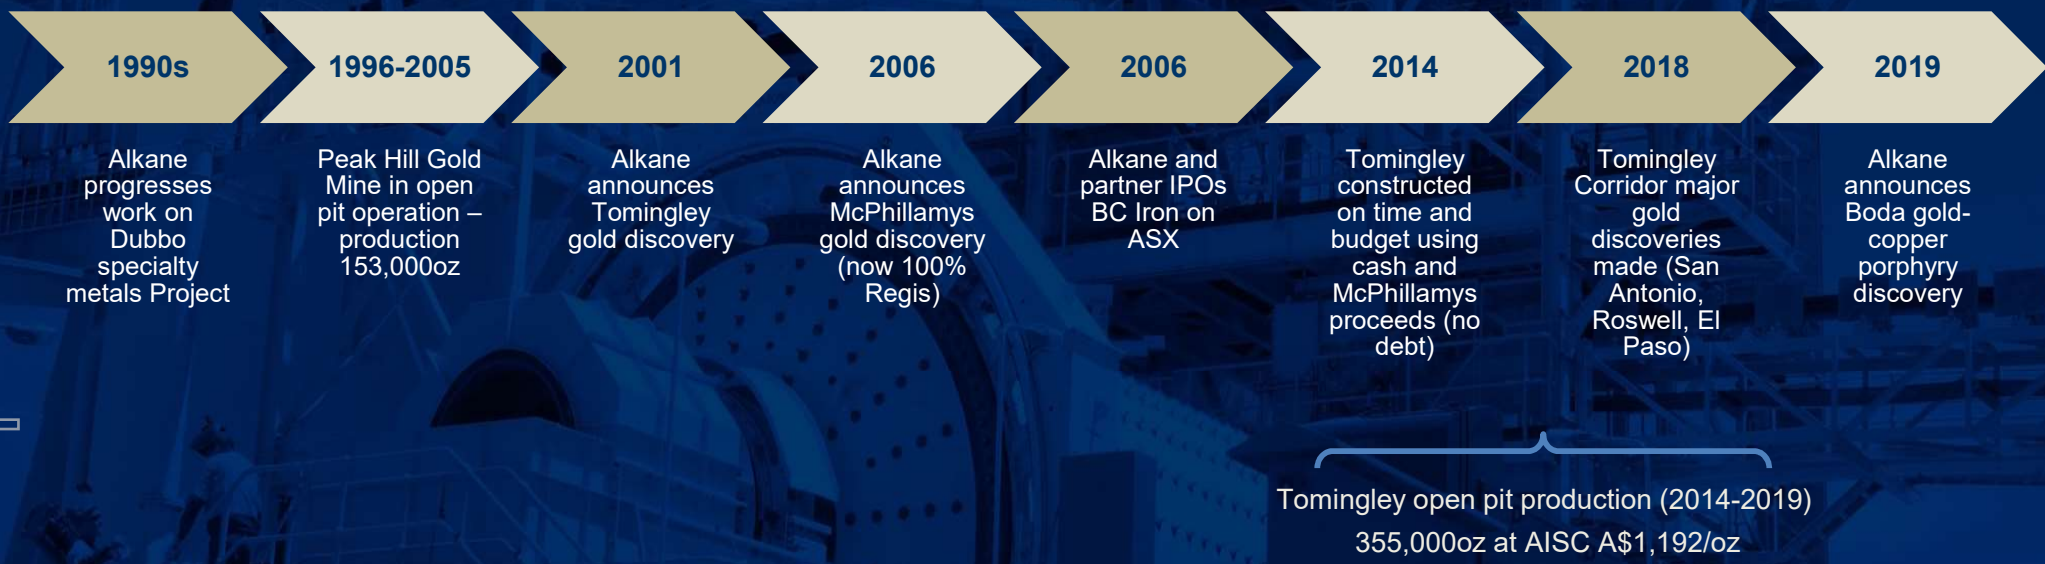 1990s
Alkane
progresses
work on
Dubbo
specialty
metals Project
1996-2005
Peak Hill Gold
Mine in open
pit operation –
production
153,000oz
2001
Alkane
announces
Tomingley
gold discovery
2006
Alkane
announces
McPhillamys
gold discovery
(now 100%
Regis)
2006
Alkane and
partner IPOs
BC Iron on
ASX
2014
Tomingley
constructed
on time and
budget using
cash and
McPhillamys
proceeds (no
debt)
2018
Tomingley
Corridor major
gold
discoveries
made (San
Antonio,
Roswell, El
Paso)
2019
Alkane
announces
Boda gold-
copper
porphyry
discovery
Tomingley open pit production (2014-2019)
355,000oz at AISC A$1,192/oz